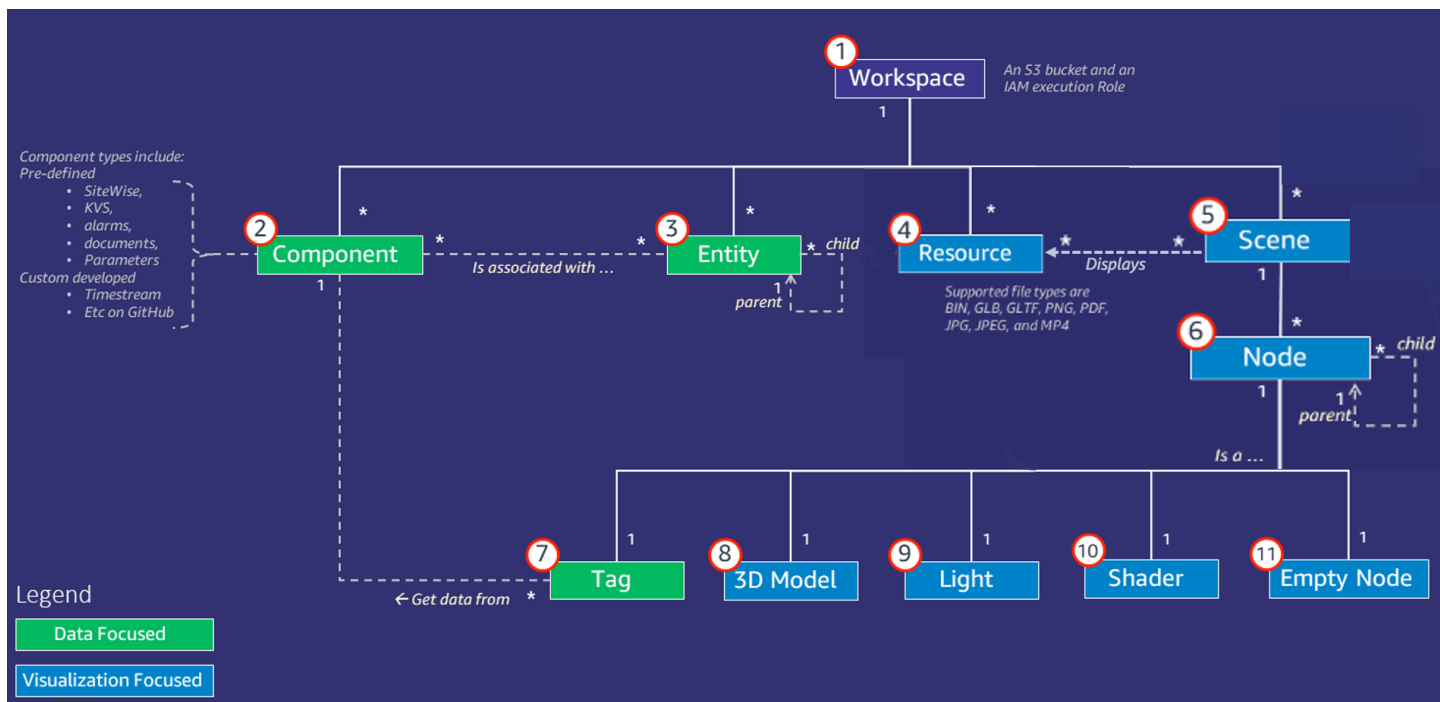 1
Workspace
An S3 bucket and an
IAM execution Role
1
Component types include:
Pre-defined
• SiteWise,
• KVS,
• alarms,
• documents,
• Parameters
Custom developed
• Timestream
• Etc on GitHub
*
*
*
*
2
Component
1
*
Is associated with ...
*
3
Entity
* child
1
parent
4
Resource
*
Displays
*
5
Scene
1
Supported file types are
BIN, GLB, GLTF, PNG, PDF,
JPG, JPEG, and MP4
*
6
Node
* child
1
1
parent
Is a ...
1
1
1
1
1
7
Tag
8
3D Model
9
Light
10
Shader
11
Empty Node
← Get data from *
Legend
Data Focused
Visualization Focused